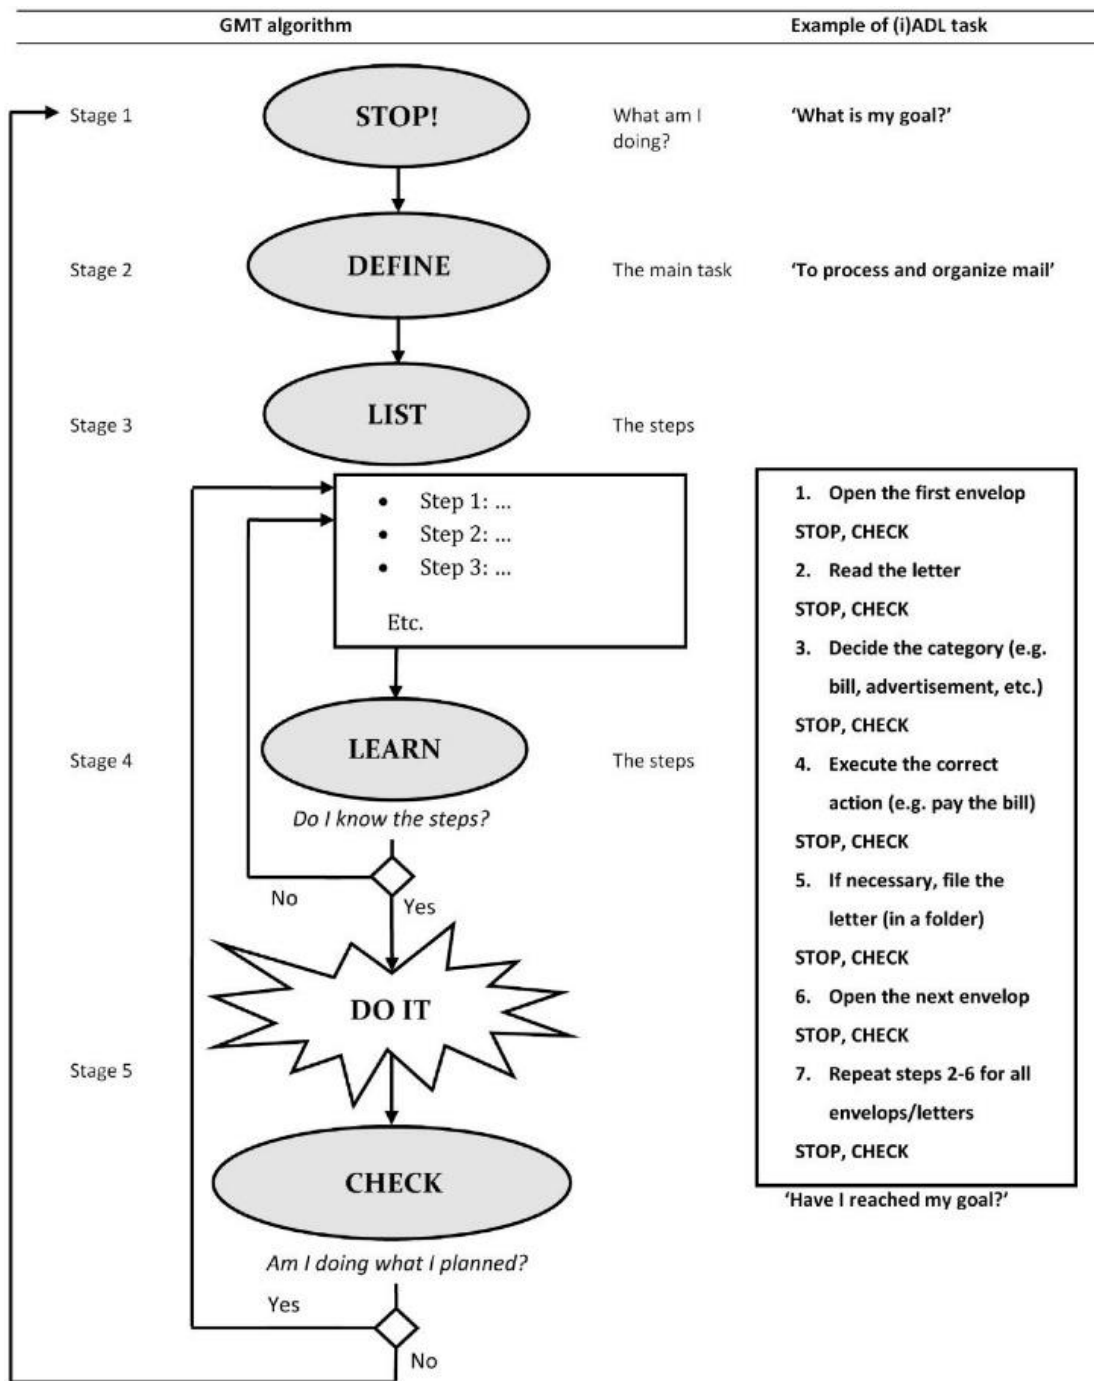 GMT algorithm
Example of (i)ADL task
Stage 1
STOP!
What am I
doing?
‘What is my goal?’
Stage 2
DEFINE
The main task
‘To process and organize mail’
Stage 3
LIST
The steps
• Step 1: ...
• Step 2: ...
• Step 3: ...
Etc.
Stage 4
LEARN
The steps
Do I know the steps?
No
Yes
DO IT
Stage 5
CHECK
Am I doing what I planned?
Yes
No
1. Open the first envelop
STOP, CHECK
2. Read the letter
STOP, CHECK
3. Decide the category (e.g.
bill, advertisement, etc.)
STOP, CHECK
4. Execute the correct
action (e.g. pay the bill)
STOP, CHECK
5. If necessary, file the
letter (in a folder)
STOP, CHECK
6. Open the next envelop
STOP, CHECK
7. Repeat steps 2-6 for all
envelops/letters
STOP, CHECK
‘Have I reached my goal?’